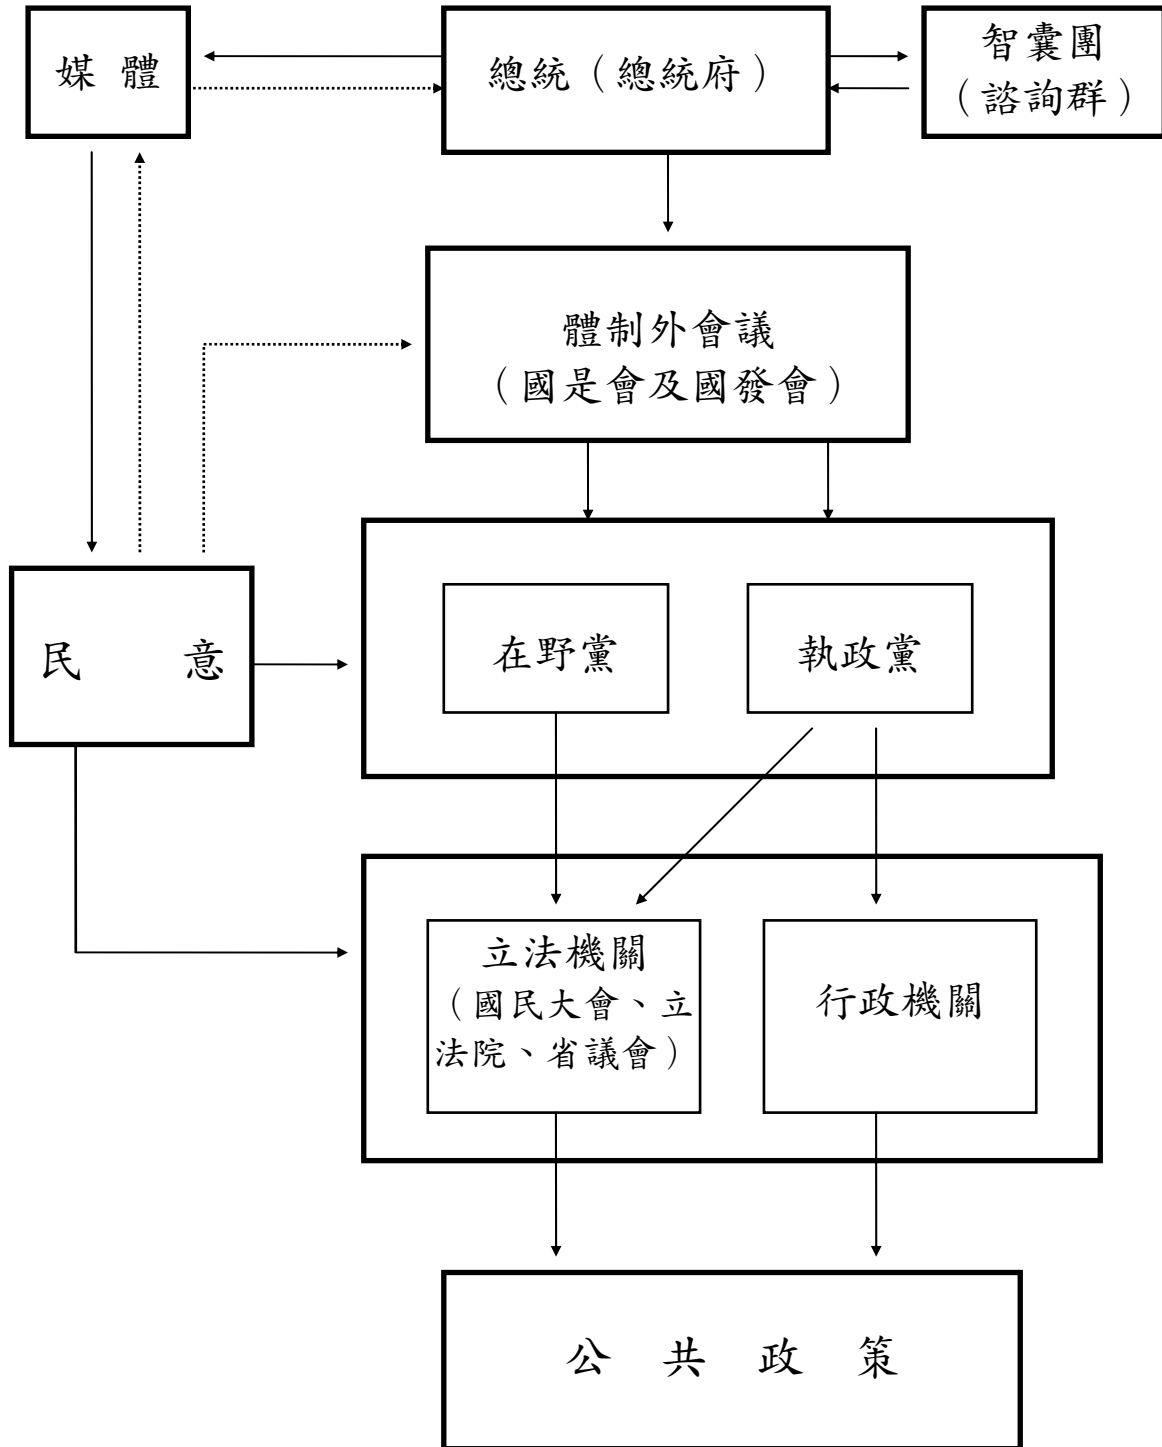 媒 體
總統（總統府）
智囊團
（諮詢群）
體制外會議
（國是會及國發會）
民 意
在野黨
執政黨
立法機關
（國民大會、立
法院、省議會）
行政機關
公 共 政 策